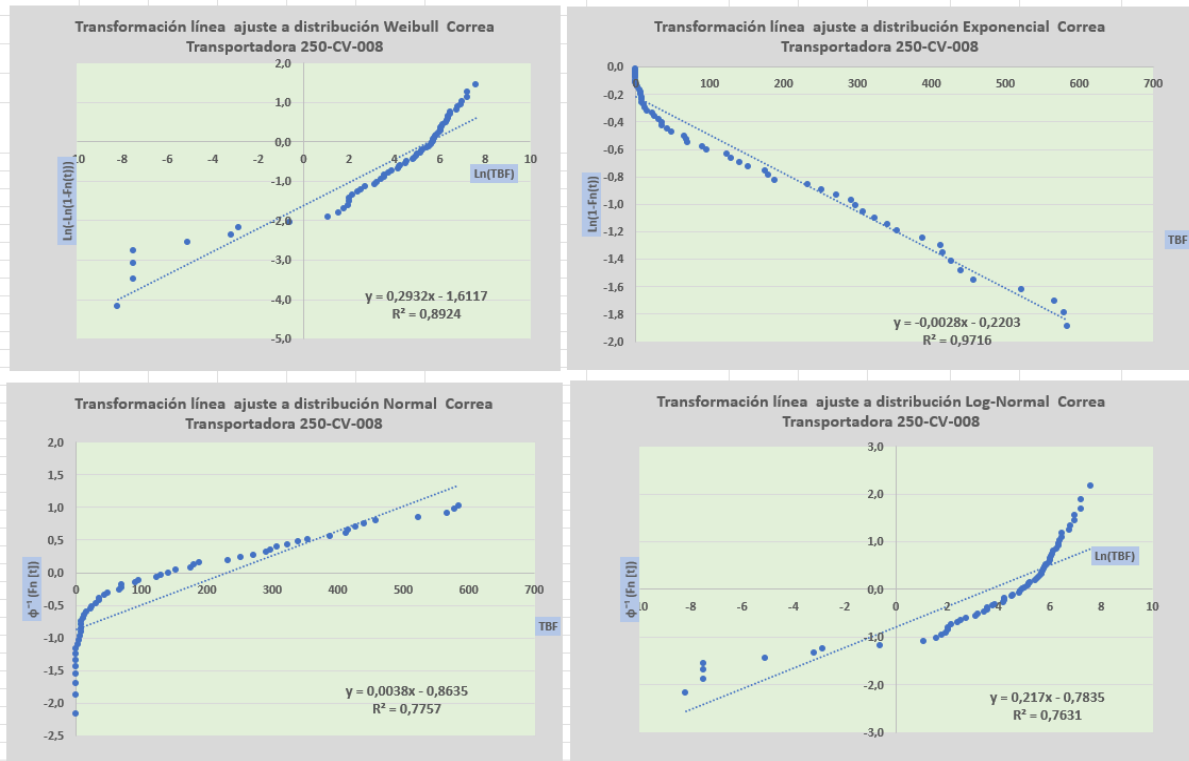 Transformación línea ajuste a distribución Weibull Correa
Transportadora 250-CV-008
2,0
1,0
0,0
-1,0
-2,0
-3,0
-4,0
-5,0
10 -8 -6 -4 -2 0 2 4 6 8 10
Ln(TBF)
Ln(-Ln(1-Fn(t)))
y = 0,2932x - 1,6117
R² = 0,8924
Transformación línea ajuste a distribución Exponencial Correa
Transportadora 250-CV-008
0,0
-0,2
-0,4
-0,6
-0,8
-1,0
-1,2
-1,4
-1,6
-1,8
-2,0
0 100 200 300 400 500 600 700
Ln(1-Fn(t))
TBF
y = -0,0028x - 0,2203
R² = 0,9716
Transformación línea ajuste a distribución Normal Correa
Transportadora 250-CV-008
2,0
1,5
1,0
0,5
0,0
-0,5
-1,0
-1,5
-2,0
-2,5
0 100 200 300 400 500 600 700
Φ⁻¹ (Fn [t])
TBF
y = 0,0038x - 0,8635
R² = 0,7757
Transformación línea ajuste a distribución Log-Normal Correa
Transportadora 250-CV-008
3,0
2,0
1,0
0,0
-1,0
-2,0
-3,0
0 -8 -6 -4 -2 0 2 4 6 8 10
Ln(TBF)
Φ⁻¹ (Fn [t])
y = 0,217x - 0,7835
R² = 0,7631